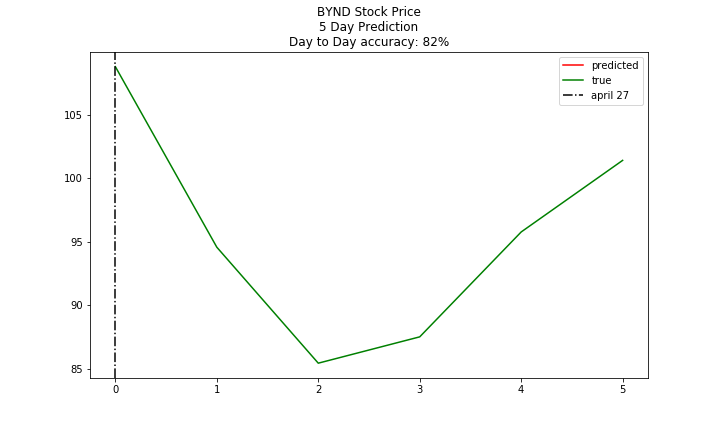 BYND Stock Price
5 Day Prediction
Day to Day accuracy: 82%
predicted
true
april 27
105
100
95
90
85
0 1 2 3 4 5